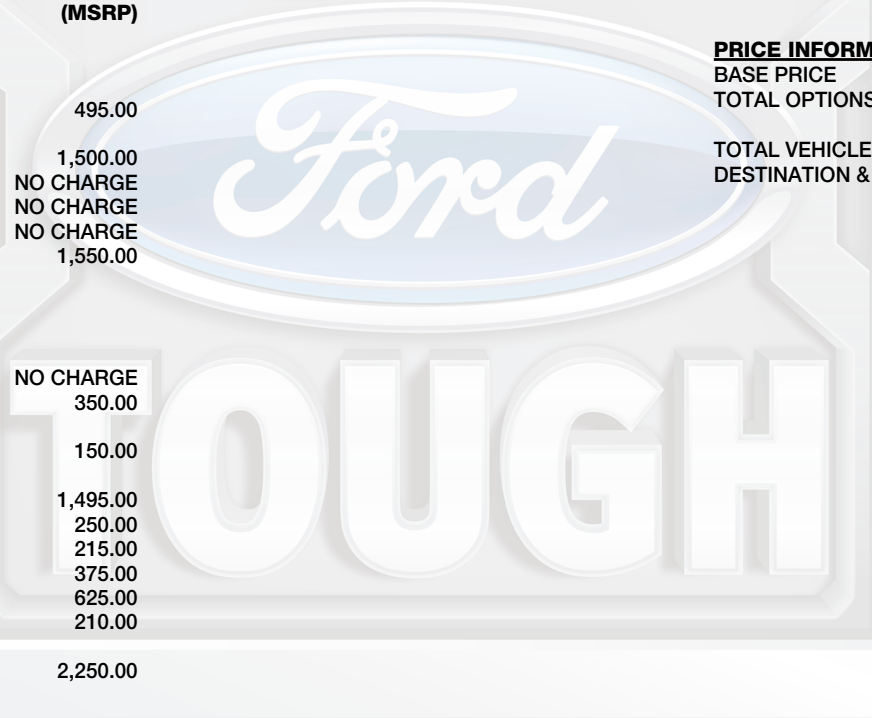 (MSRP)
495.00
1,500.00
NO CHARGE
NO CHARGE
NO CHARGE
1,550.00
NO CHARGE
350.00
150.00
1,495.00
250.00
215.00
375.00
625.00
210.00
2,250.00
PRICE INFORM
BASE PRICE
TOTAL OPTIONS
TOTAL VEHICLE
DESTINATION &
Ford
TOUGH